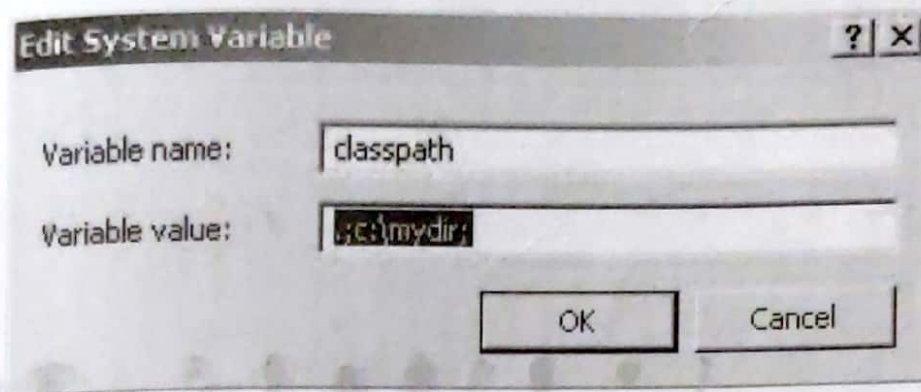 Edit System Variable ? X
Variable name: classpath
Variable value: .;c:\mydir;
OK Cancel